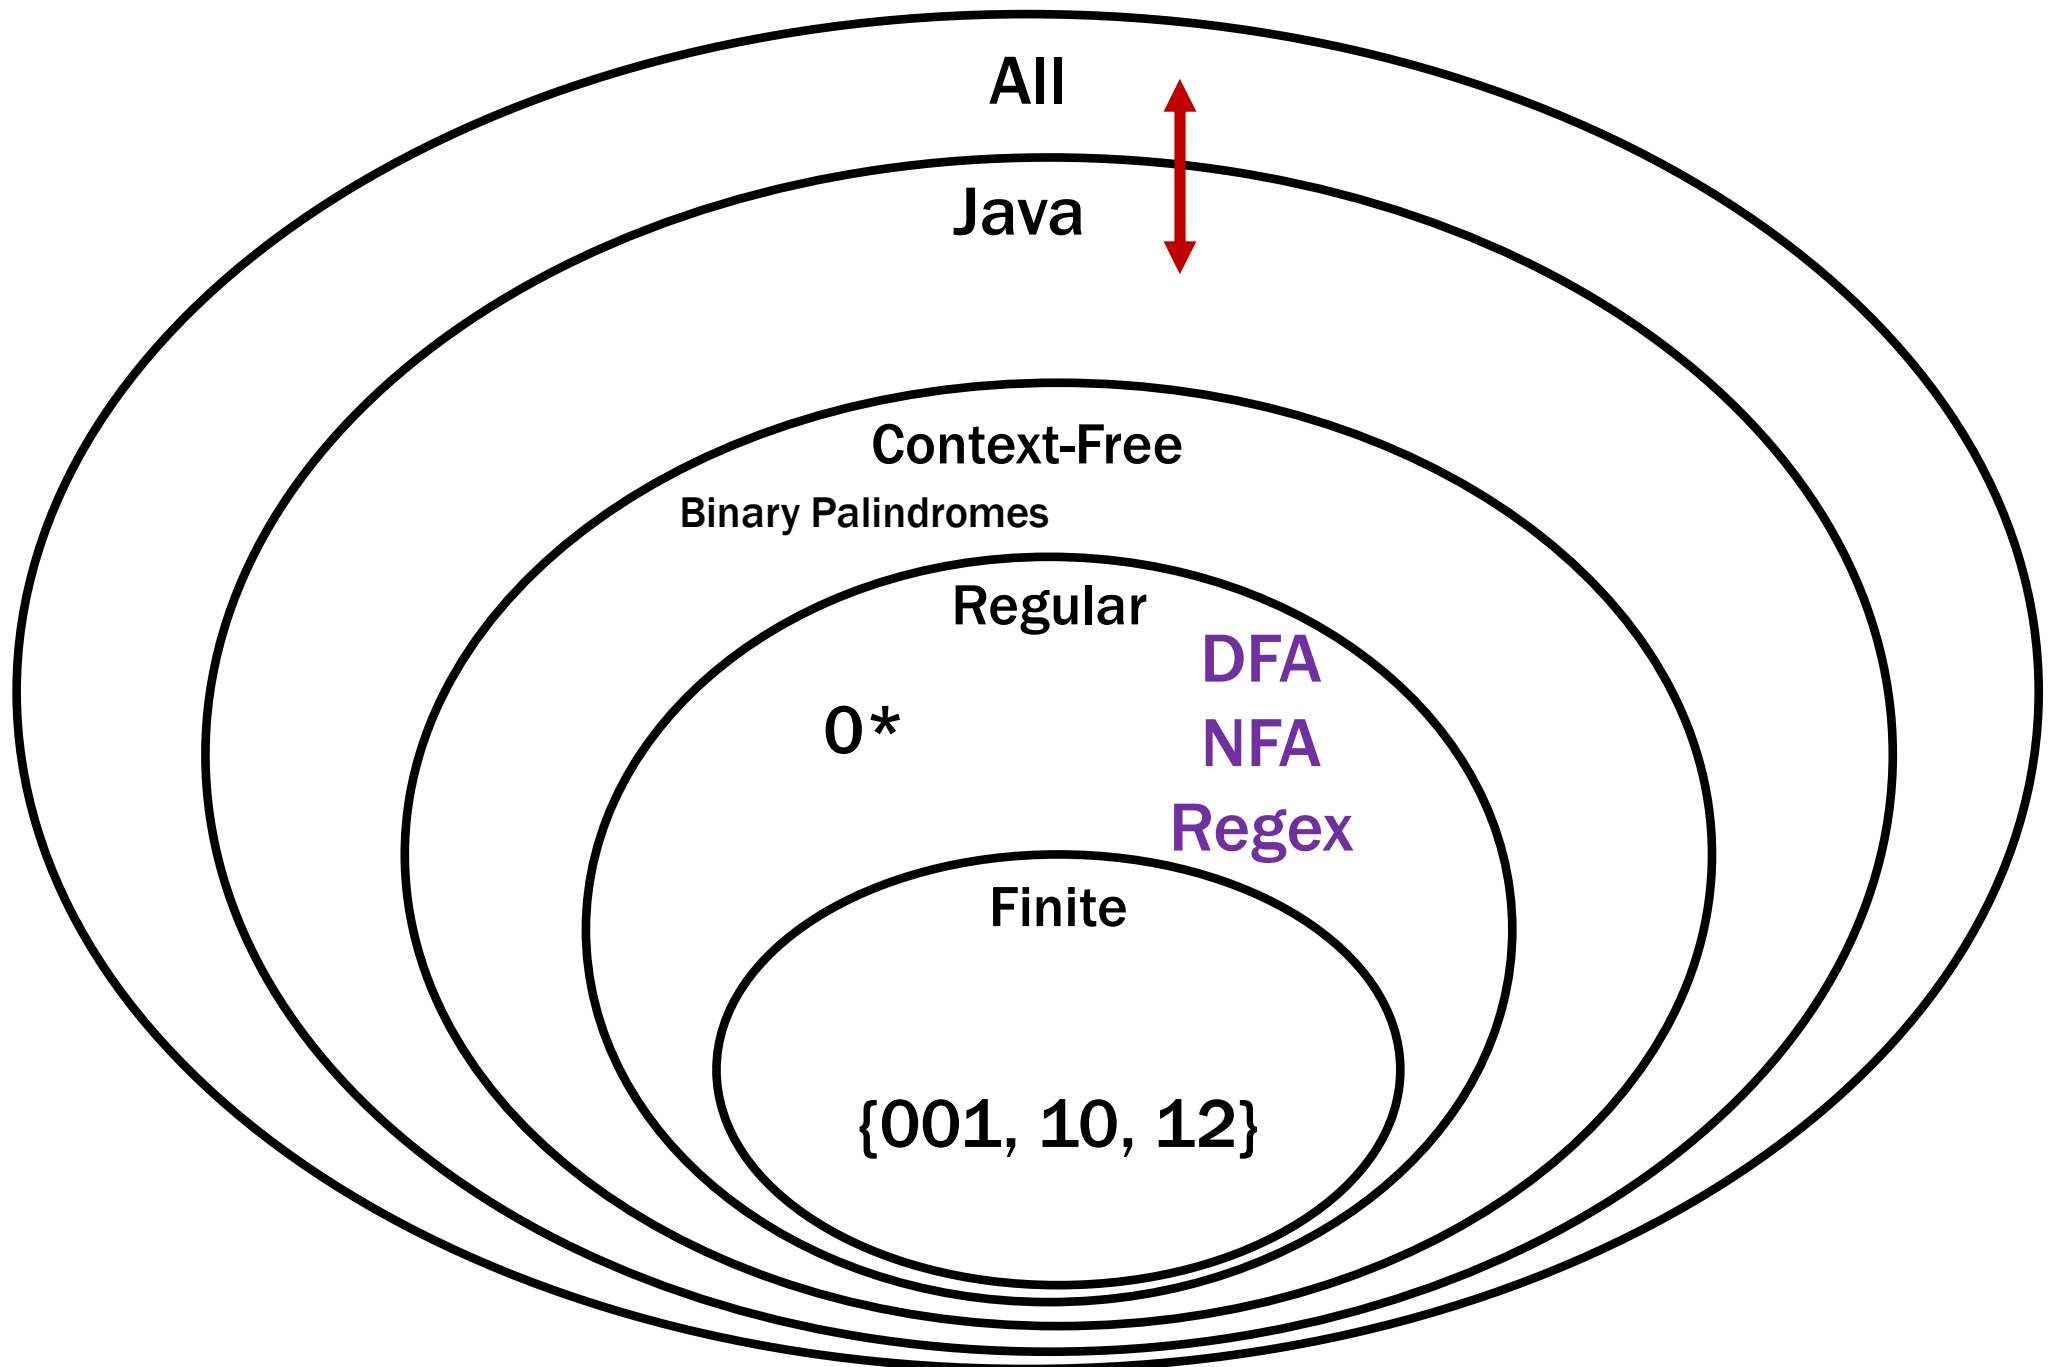 All
Java
Context-Free
Binary Palindromes
Regular
DFA
0*
NFA
Regex
Finite
{001, 10, 12}